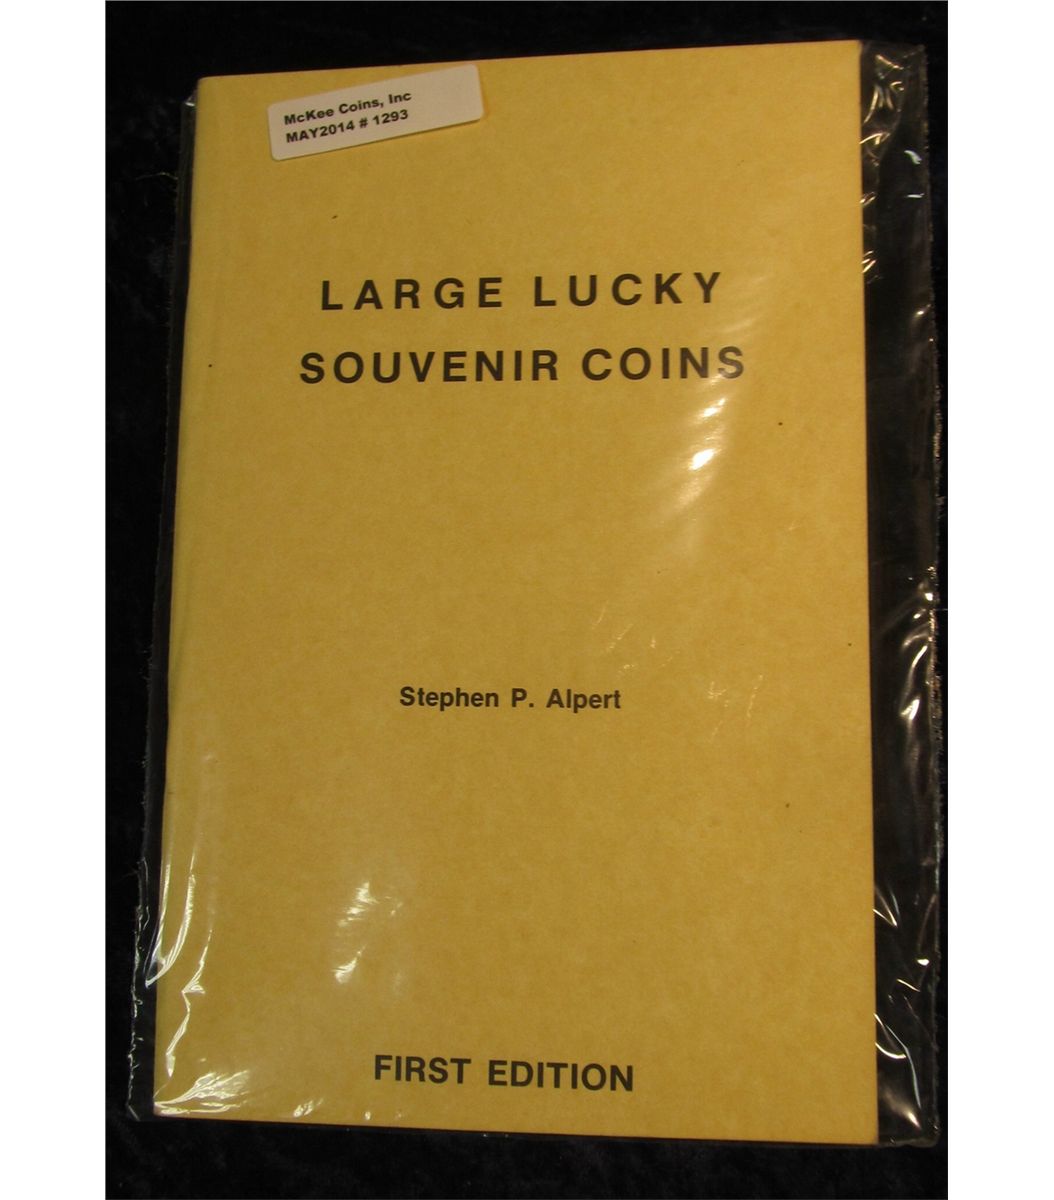 McKee Coins, Inc
MAY2014 # 1293
LARGE LUCKY
SOUVENIR COINS
Stephen P. Alpert
FIRST EDITION